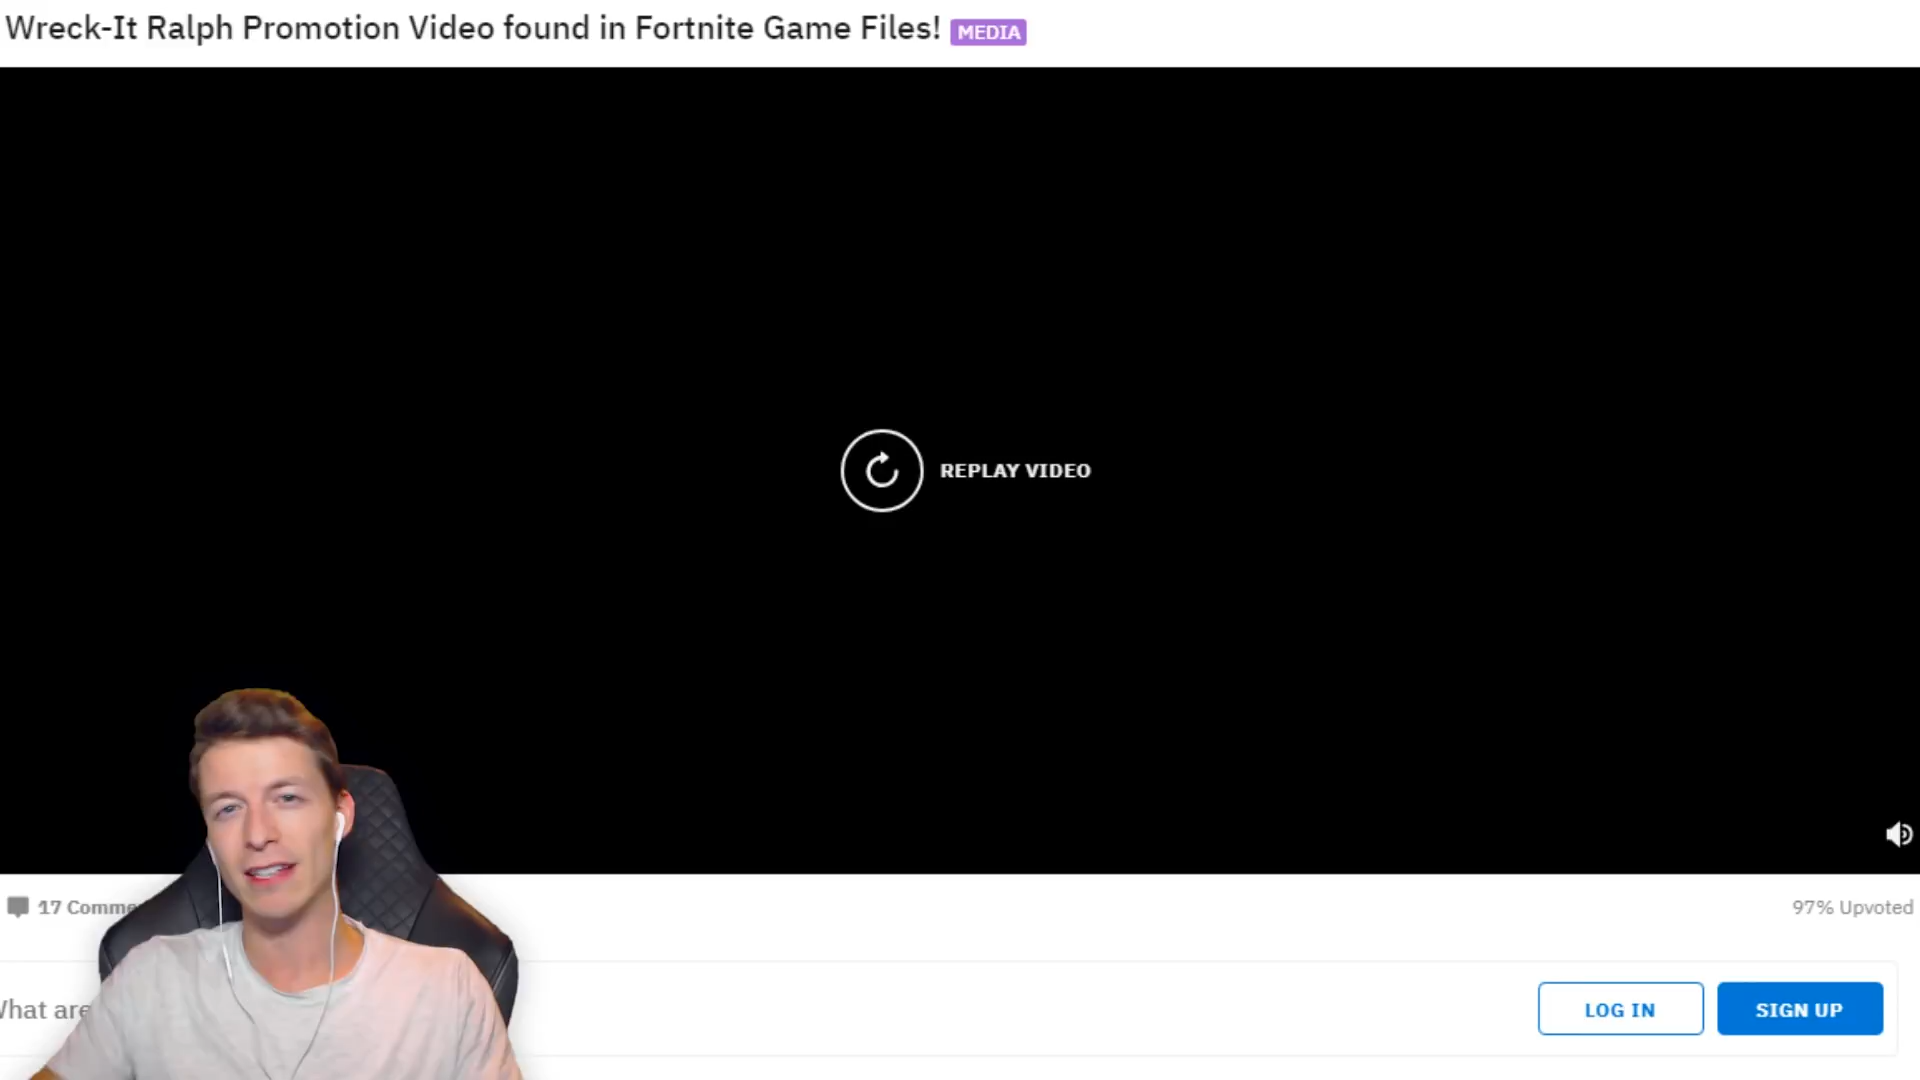 Wreck-It Ralph Promotion Video found in Fortnite Game Files! MEDIA
REPLAY VIDEO
17 Comme
97% Upvoted
What are
LOG IN
SIGN UP